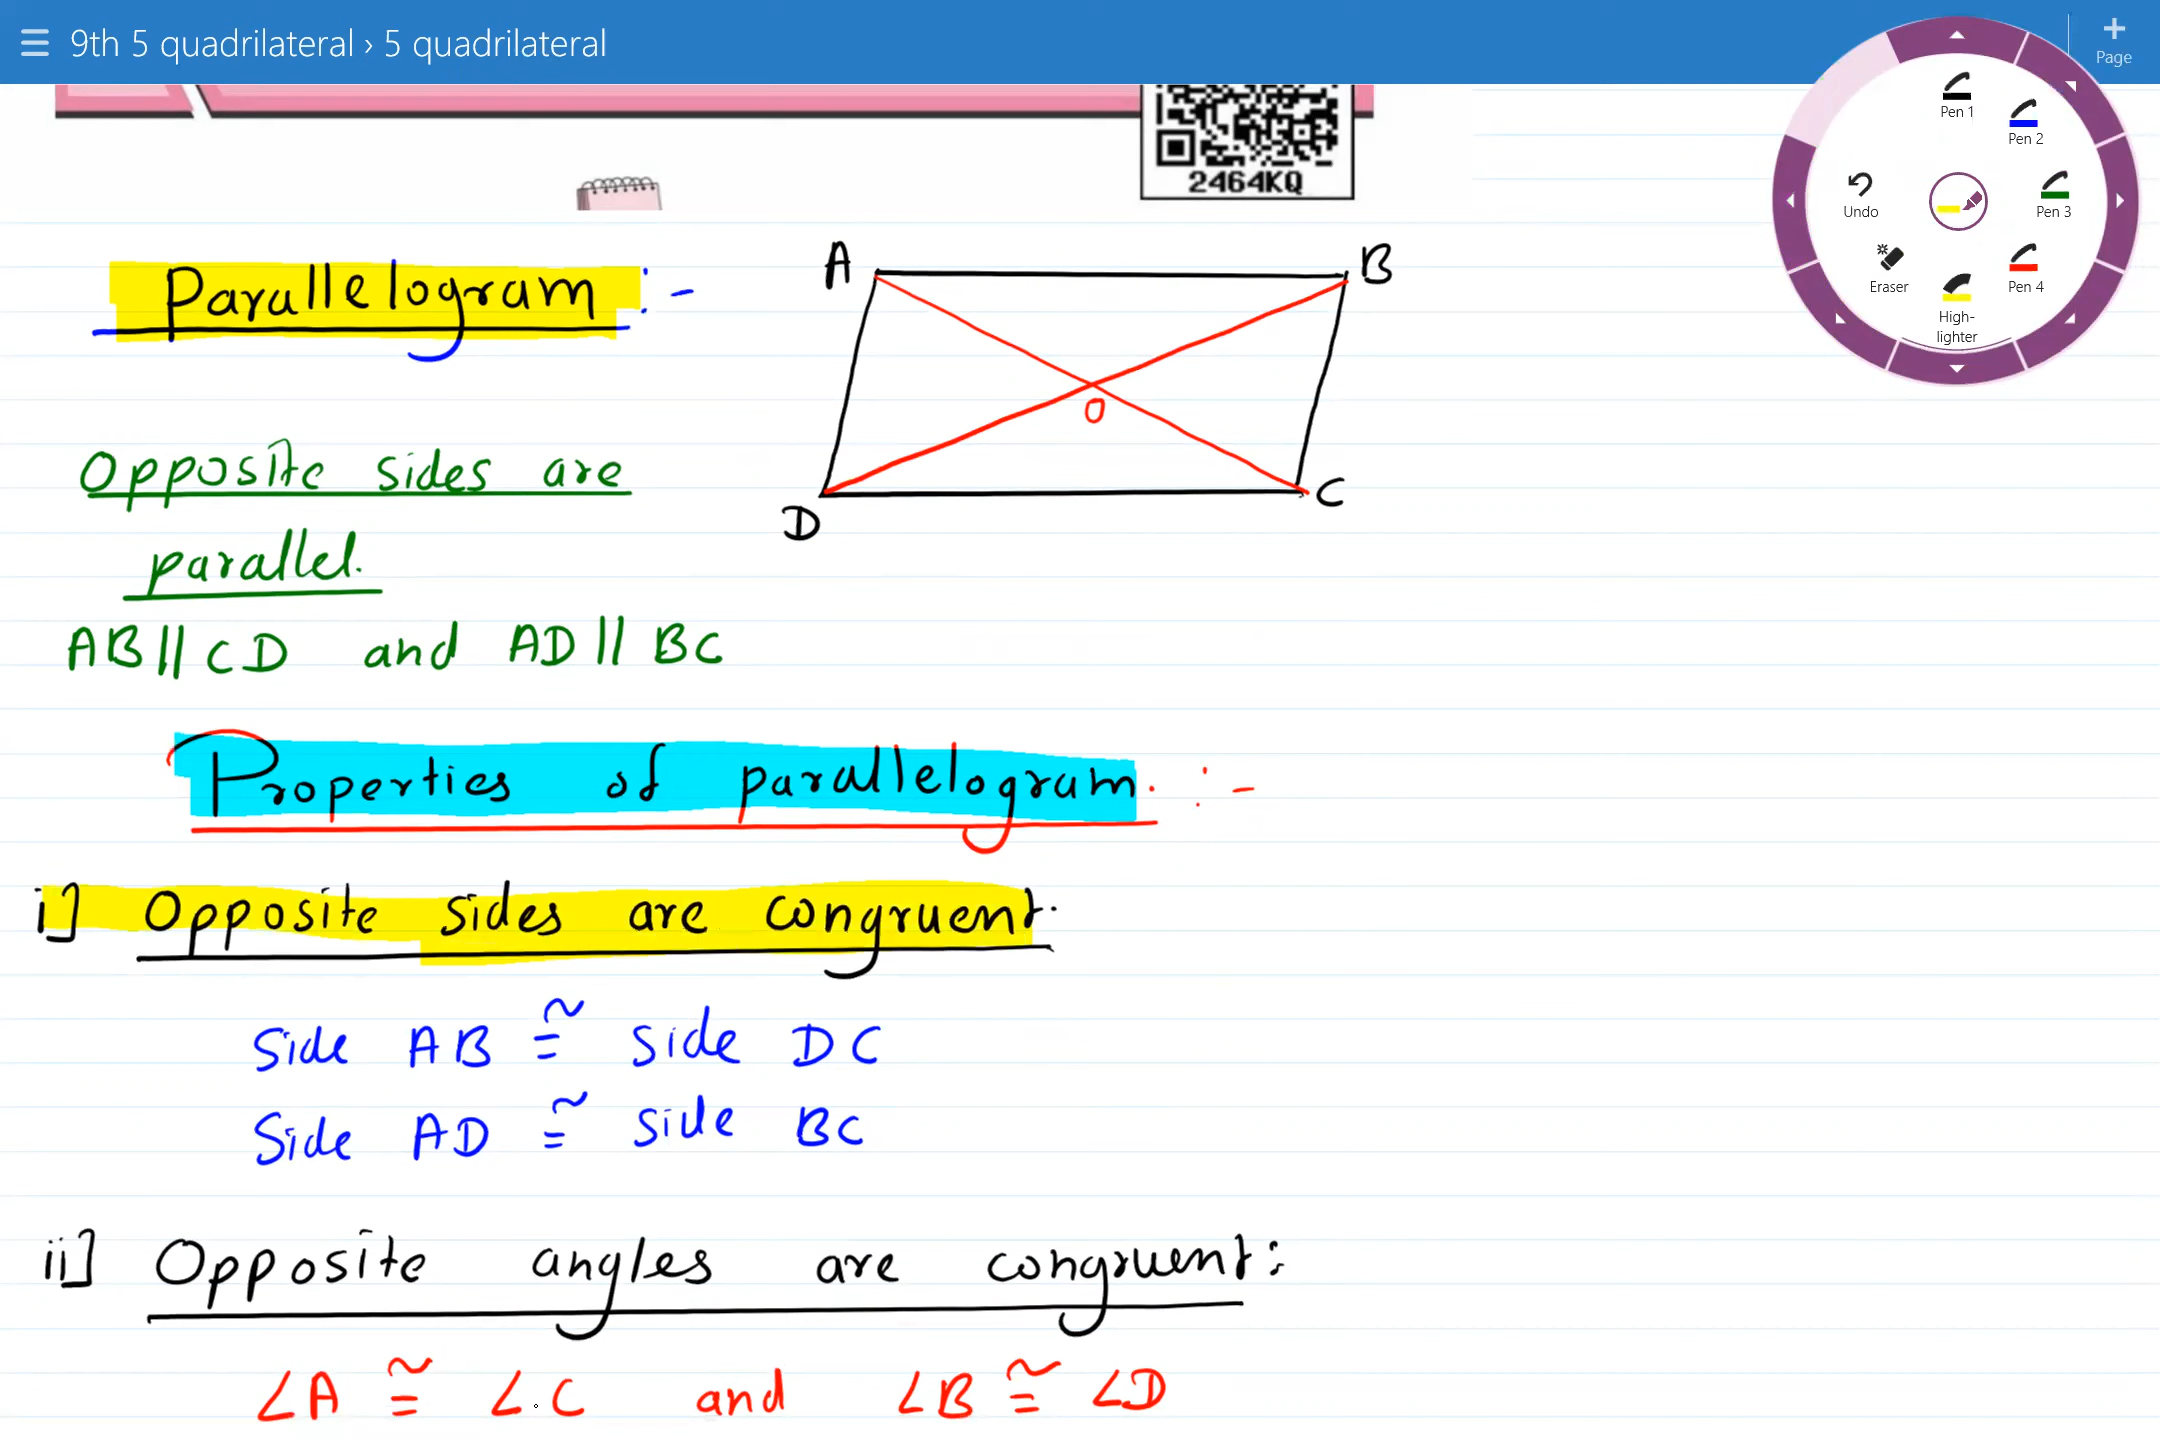 9th 5 quadrilateral › 5 quadrilateral
Page
Pen 1
Pen 2
Undo
Pen 3
Eraser
Pen 4
High-
lighter
2464KQ
Parallelogram :-
A B
O
D C
Opposite sides are
parallel.
AB || CD and AD || BC
Properties of parallelogram. :-
i] Opposite sides are congruent.
Side AB ≅ side DC
Side AD ≅ side BC
ii] Opposite angles are congruent:
∠A ≅ ∠C and ∠B ≅ ∠D